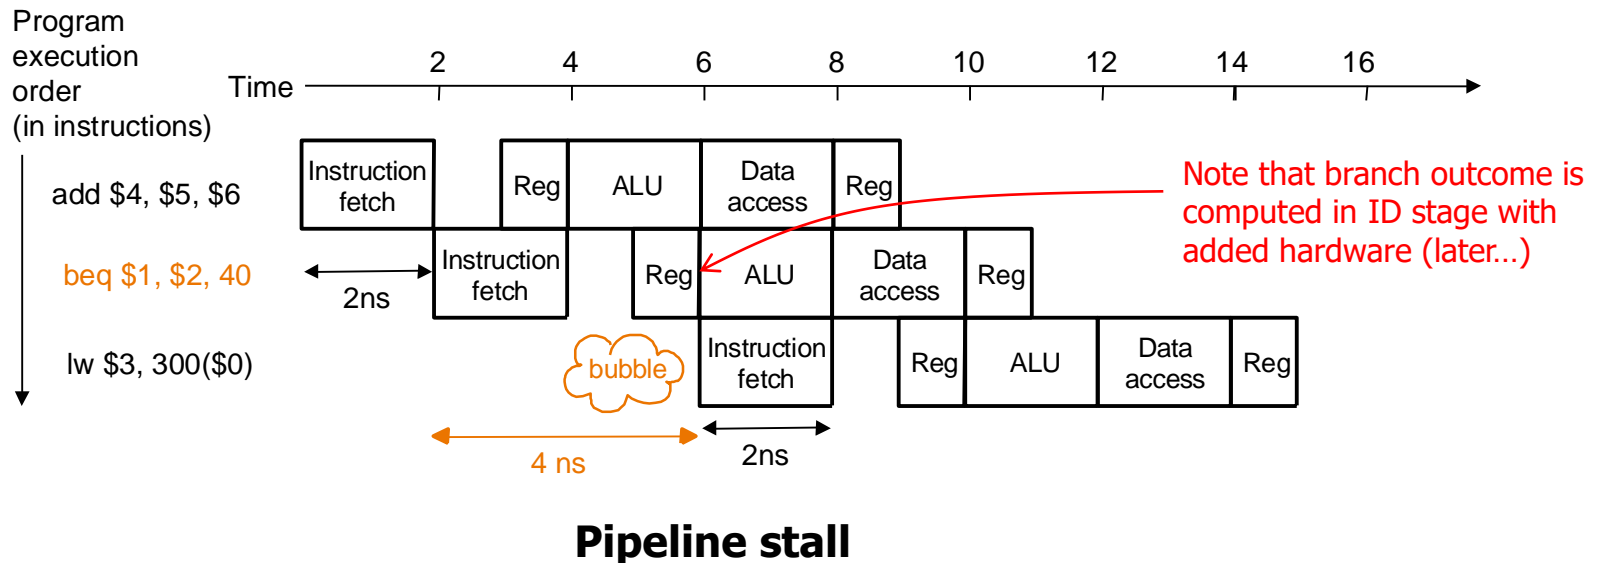 Program
execution
order
(in instructions)
Time
2 4 6 8 10 12 14 16
add $4, $5, $6
Instruction
fetch
Reg
ALU
Data
access
Reg
Note that branch outcome is
computed in ID stage with
added hardware (later…)
beq $1, $2, 40
2ns
Instruction
fetch
Reg
ALU
Data
access
Reg
lw $3, 300($0)
bubble
Instruction
fetch
Reg
ALU
Data
access
Reg
4 ns
2ns
Pipeline stall